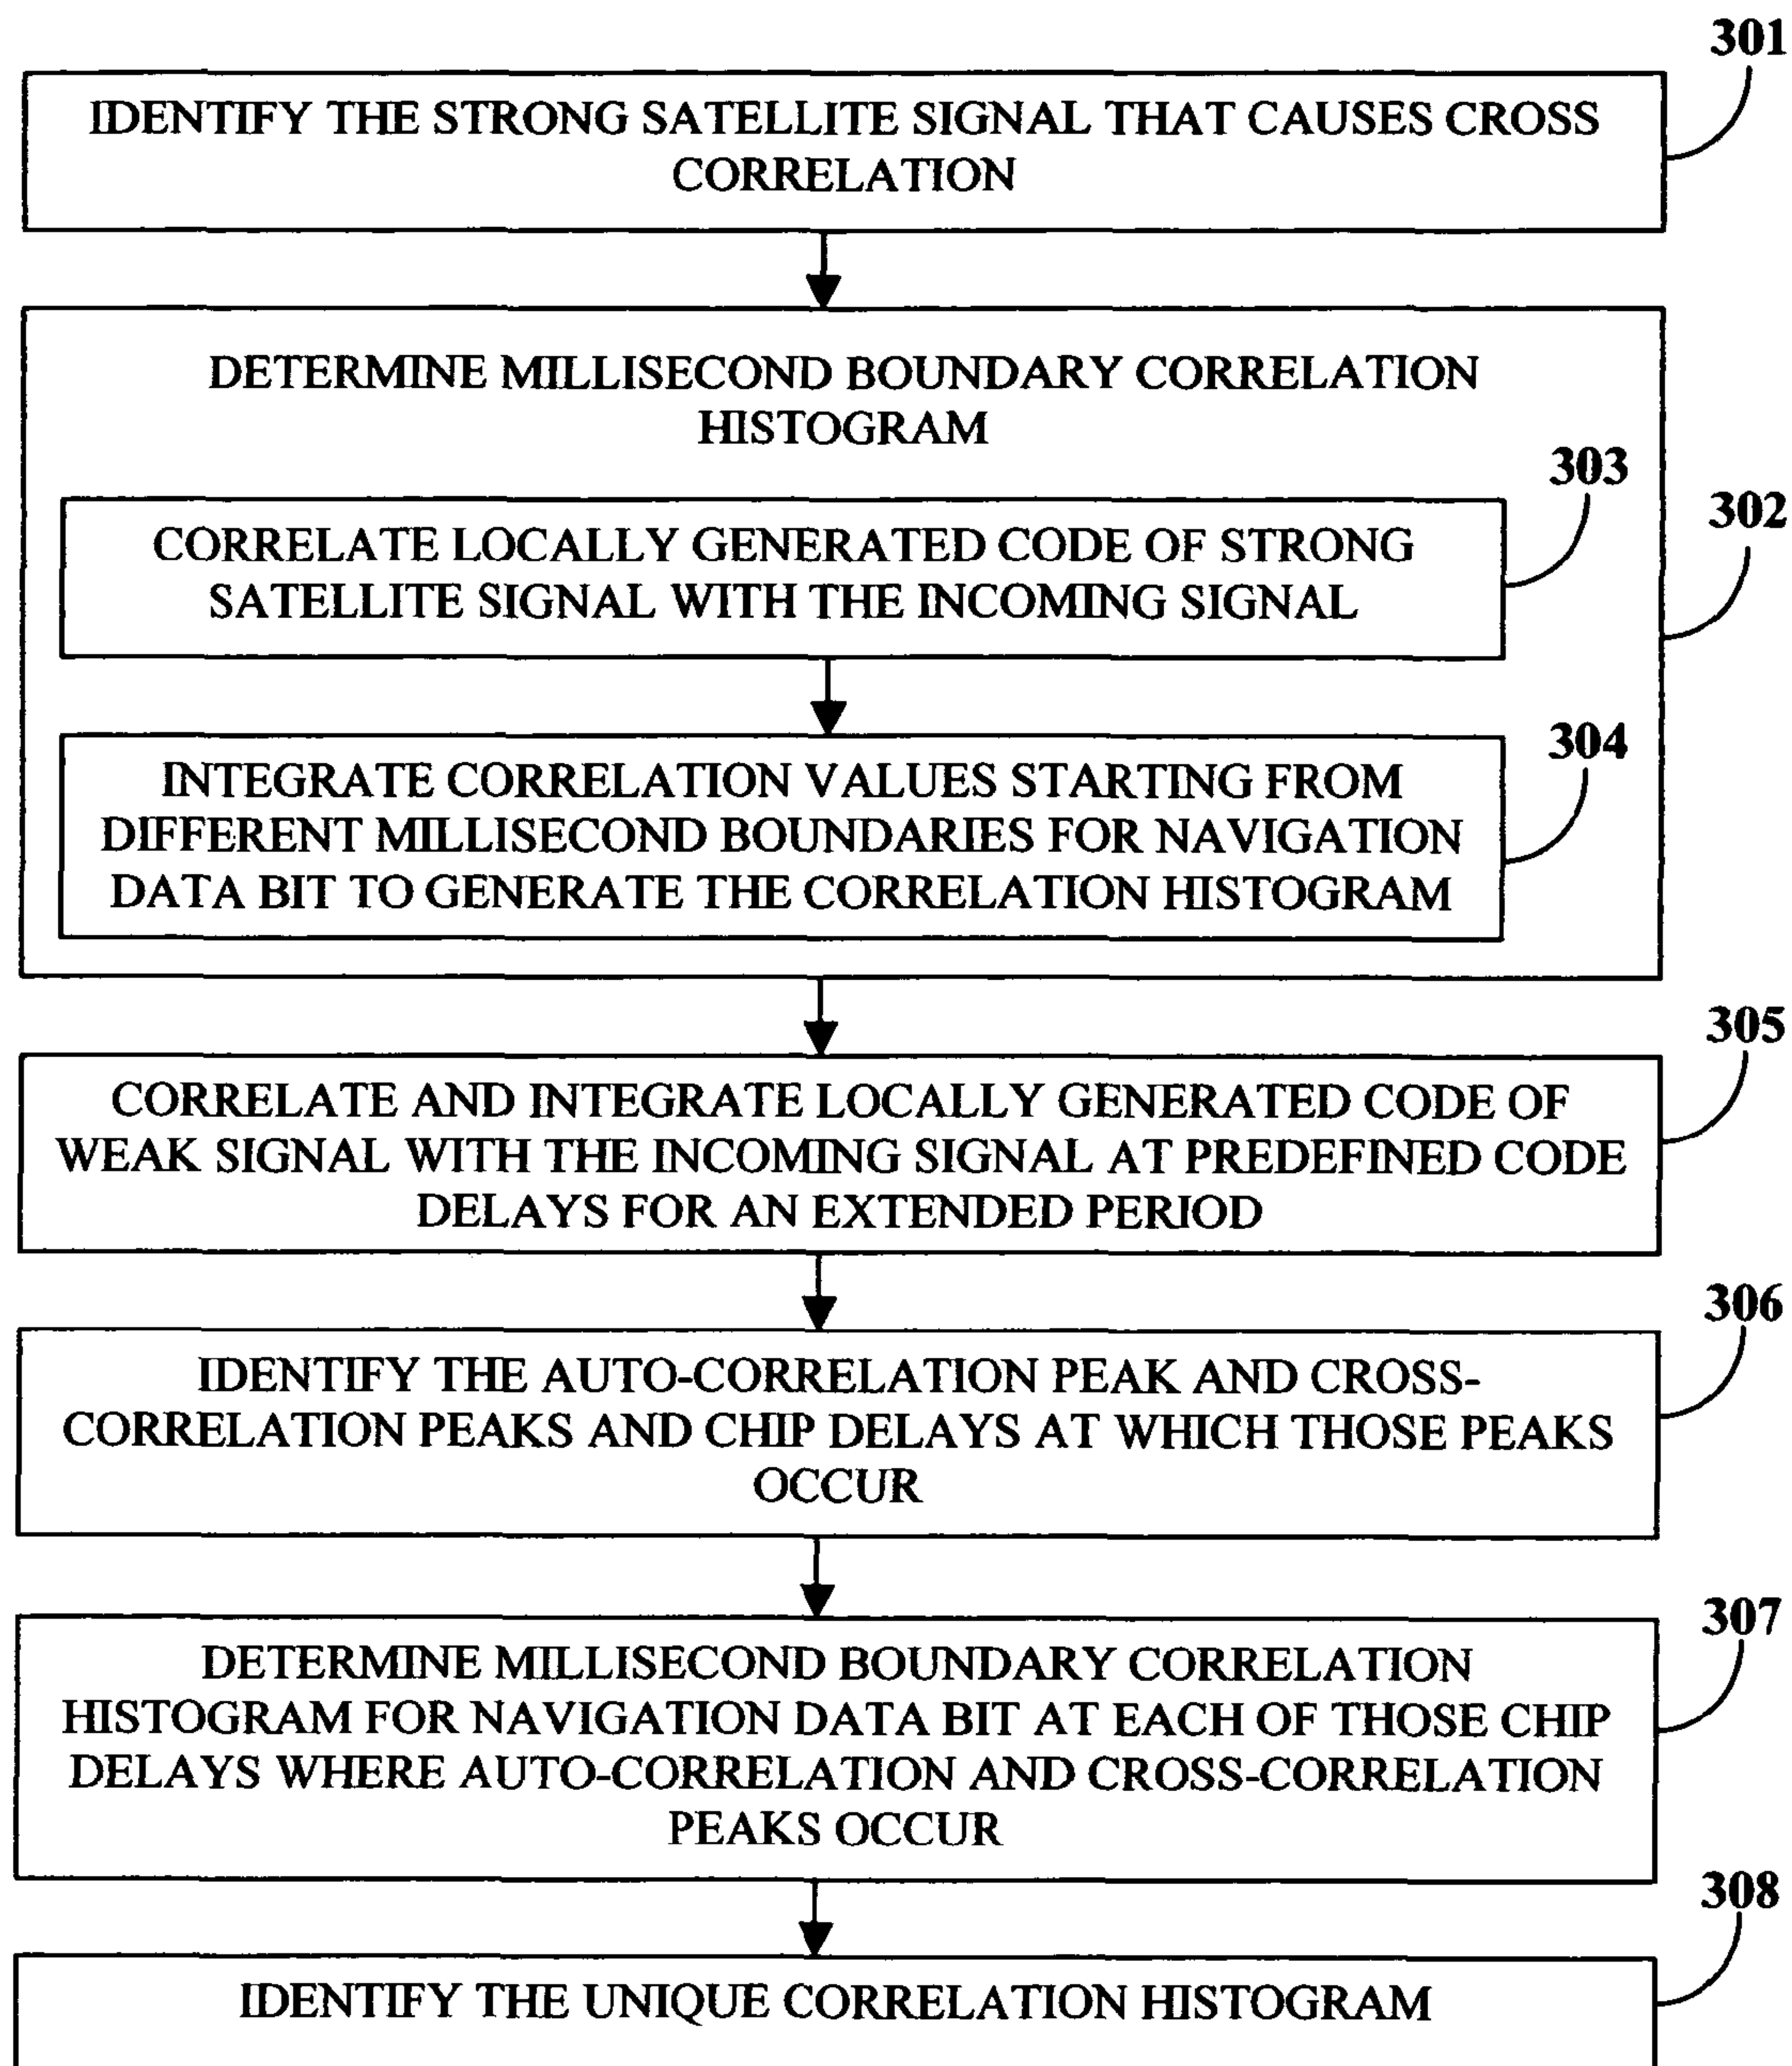 301
IDENTIFY THE STRONG SATELLITE SIGNAL THAT CAUSES CROSS
CORRELATION
DETERMINE MILLISECOND BOUNDARY CORRELATION
HISTOGRAM
303
302
CORRELATE LOCALLY GENERATED CODE OF STRONG
SATELLITE SIGNAL WITH THE INCOMING SIGNAL
304
INTEGRATE CORRELATION VALUES STARTING FROM
DIFFERENT MILLISECOND BOUNDARIES FOR NAVIGATION
DATA BIT TO GENERATE THE CORRELATION HISTOGRAM
305
CORRELATE AND INTEGRATE LOCALLY GENERATED CODE OF
WEAK SIGNAL WITH THE INCOMING SIGNAL AT PREDEFINED CODE
DELAYS FOR AN EXTENDED PERIOD
306
IDENTIFY THE AUTO-CORRELATION PEAK AND CROSS-
CORRELATION PEAKS AND CHIP DELAYS AT WHICH THOSE PEAKS
OCCUR
307
DETERMINE MILLISECOND BOUNDARY CORRELATION
HISTOGRAM FOR NAVIGATION DATA BIT AT EACH OF THOSE CHIP
DELAYS WHERE AUTO-CORRELATION AND CROSS-CORRELATION
PEAKS OCCUR
308
IDENTIFY THE UNIQUE CORRELATION HISTOGRAM